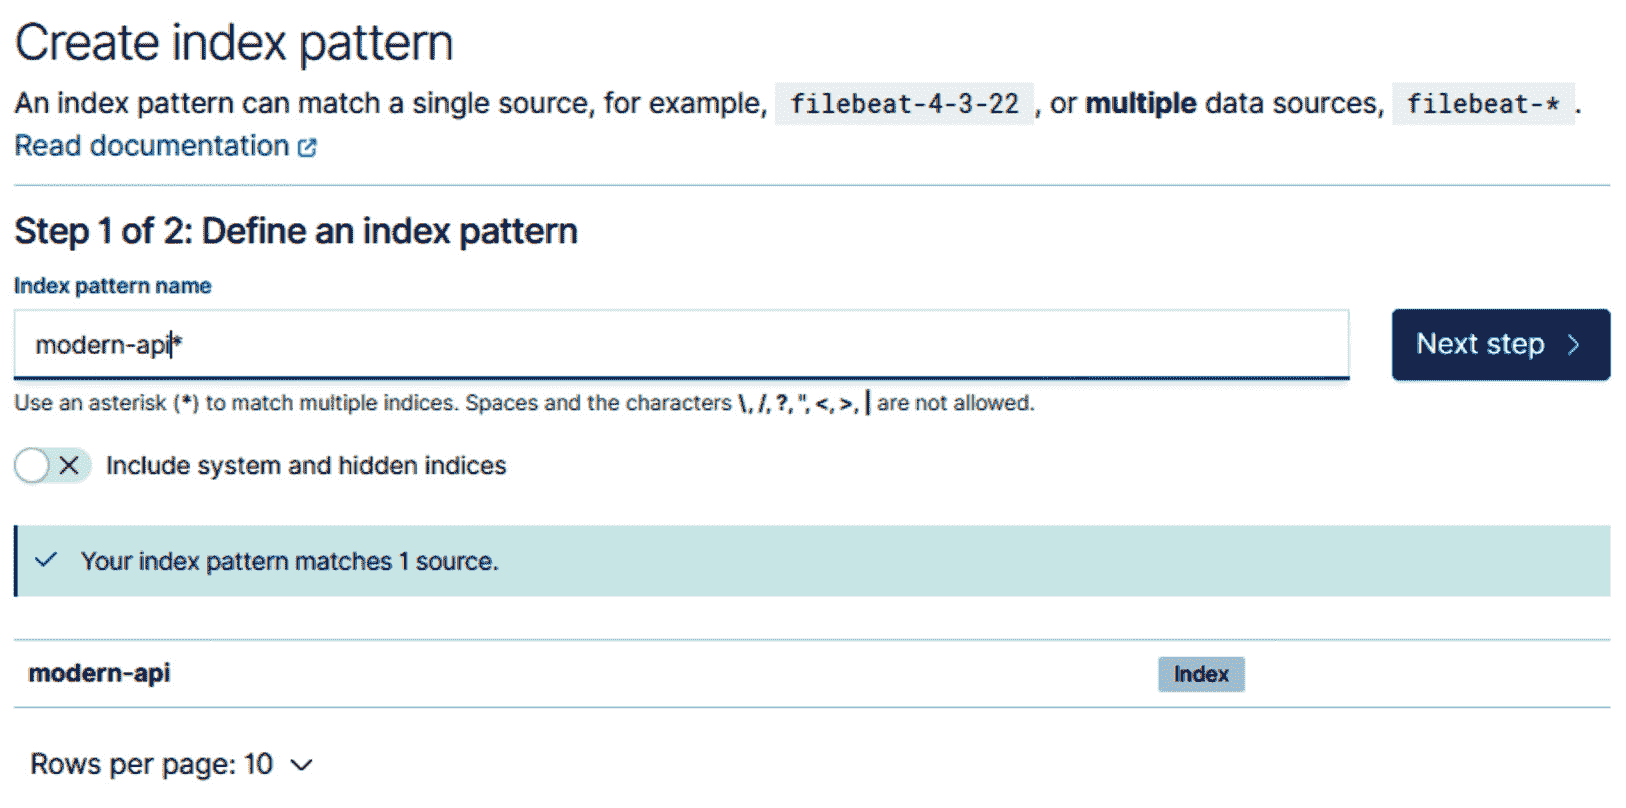 Create index pattern
An index pattern can match a single source, for example, filebeat-4-3-22 , or multiple data sources, filebeat-* .
Read documentation
Step 1 of 2: Define an index pattern
Index pattern name
modern-api*
Next step
Use an asterisk (*) to match multiple indices. Spaces and the characters \, /, ?, ", <, >, | are not allowed.
Include system and hidden indices
Your index pattern matches 1 source.
modern-api Index
Rows per page: 10